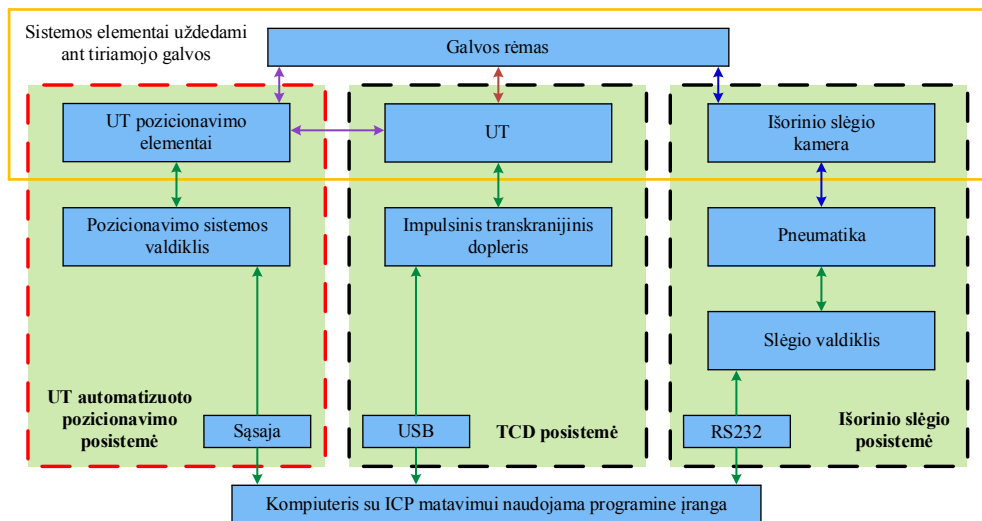 Sistemos elementai uždedami
ant tiriamojo galvos
Galvos rėmas
UT pozicionavimo
elementai
UT
Išorinio slėgio
kamera
Pozicionavimo sistemos
valdiklis
Impulsinis transkranijinis
dopleris
Pneumatika
Slėgio valdiklis
UT automatizuoto
pozicionavimo
posistemė
Sąsaja
USB
TCD posistemė
RS232
Išorinio slėgio
posistemė
Kompiuteris su ICP matavimui naudojama programine įranga